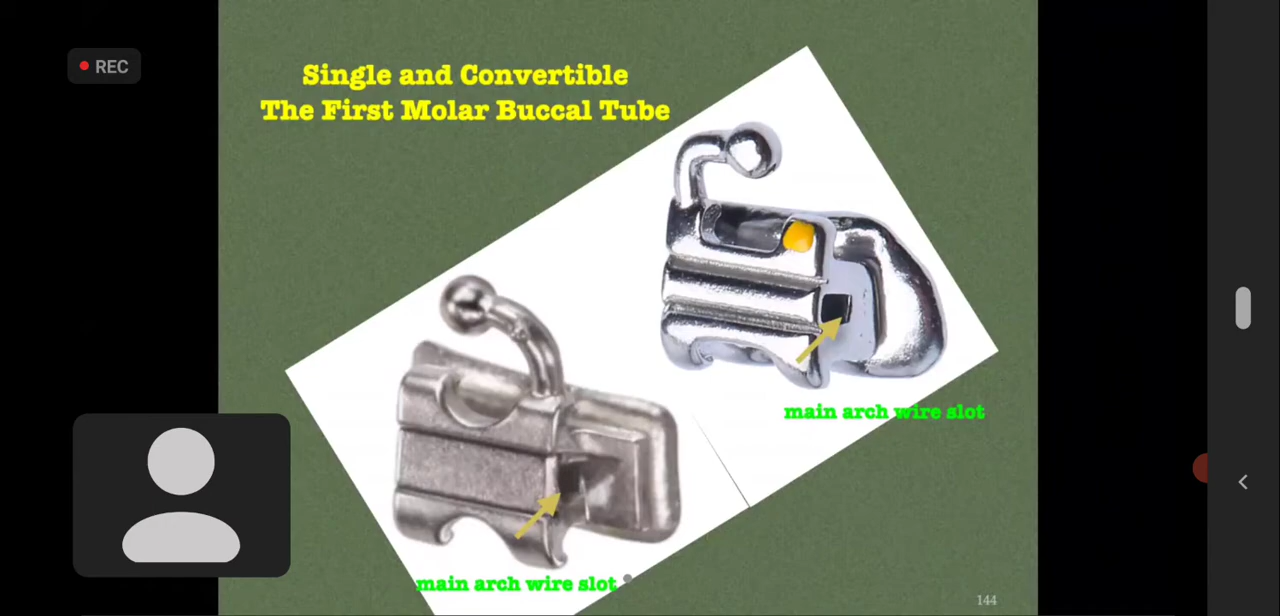 REC
Single and Convertible
The First Molar Buccal Tube
main arch wire slot
main arch wire slot
144